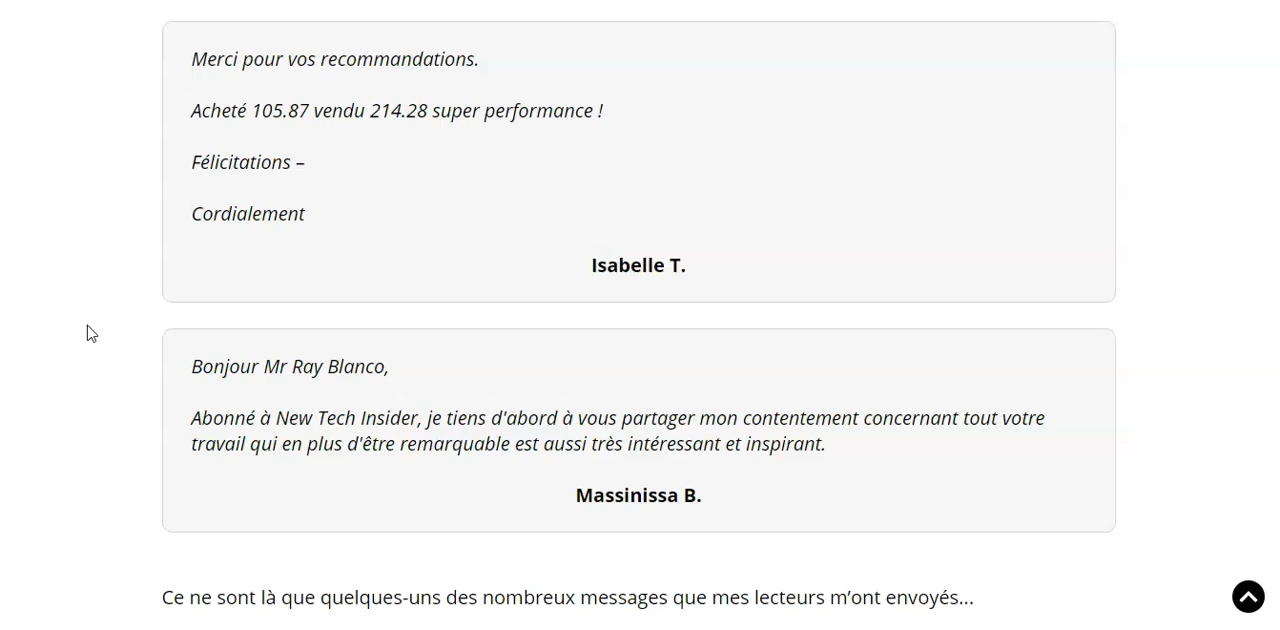 Merci pour vos recommandations.
Acheté 105.87 vendu 214.28 super performance !
Félicitations –
Cordialement
Isabelle T.
Bonjour Mr Ray Blanco,
Abonné à New Tech Insider, je tiens d'abord à vous partager mon contentement concernant tout votre
travail qui en plus d'être remarquable est aussi très intéressant et inspirant.
Massinissa B.
Ce ne sont là que quelques-uns des nombreux messages que mes lecteurs m’ont envoyés...